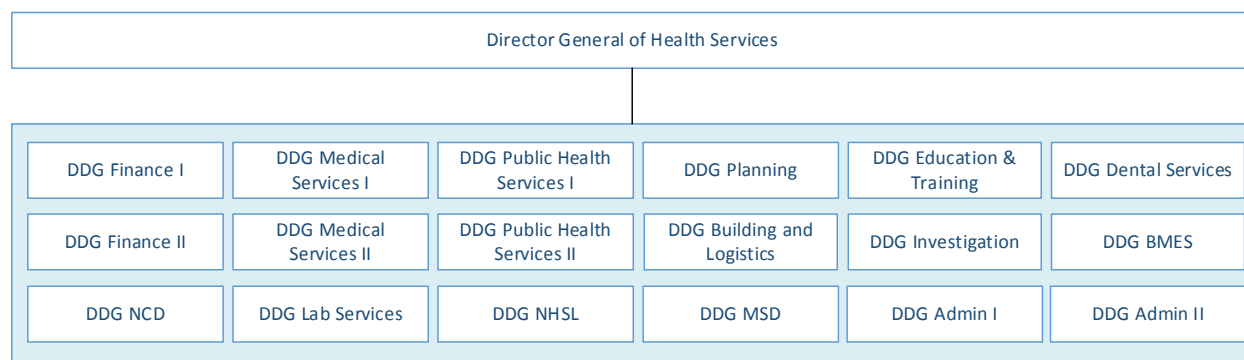 Director General of Health Services
DDG Finance I
DDG Medical
Services I
DDG Public Health
Services I
DDG Planning
DDG Education &
Training
DDG Dental Services
DDG Finance II
DDG Medical
Services II
DDG Public Health
Services II
DDG Building and
Logistics
DDG Investigation
DDG BMES
DDG NCD
DDG Lab Services
DDG NHSL
DDG MSD
DDG Admin I
DDG Admin II